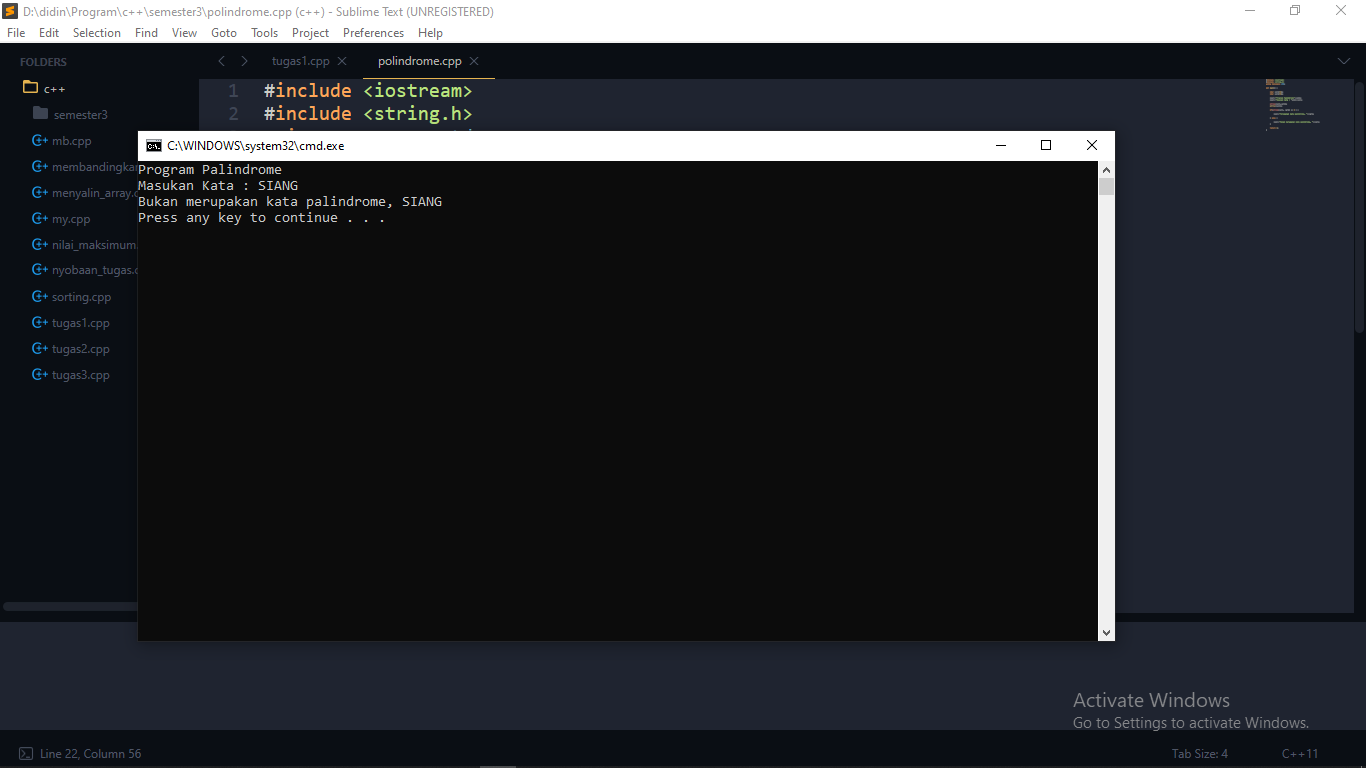 D:\didin\Program\c++\semester3\polindrome.cpp (c++) - Sublime Text (UNREGISTERED)
File Edit Selection Find View Goto Tools Project Preferences Help
FOLDERS
c++
semester3
mb.cpp
membandingka
menyalin_array.c
my.cpp
nilai_maksimum
nyobaan_tugas.c
sorting.cpp
tugas1.cpp
tugas2.cpp
tugas3.cpp
tugas1.cpp polindrome.cpp
1 #include <iostream>
2 #include <string.h>
C:\WINDOWS\system32\cmd.exe
Program Palindrome
Masukan Kata : SIANG
Bukan merupakan kata palindrome, SIANG
Press any key to continue . . .
Activate Windows
Go to Settings to activate Windows.
Line 22, Column 56 Tab Size: 4 C++11